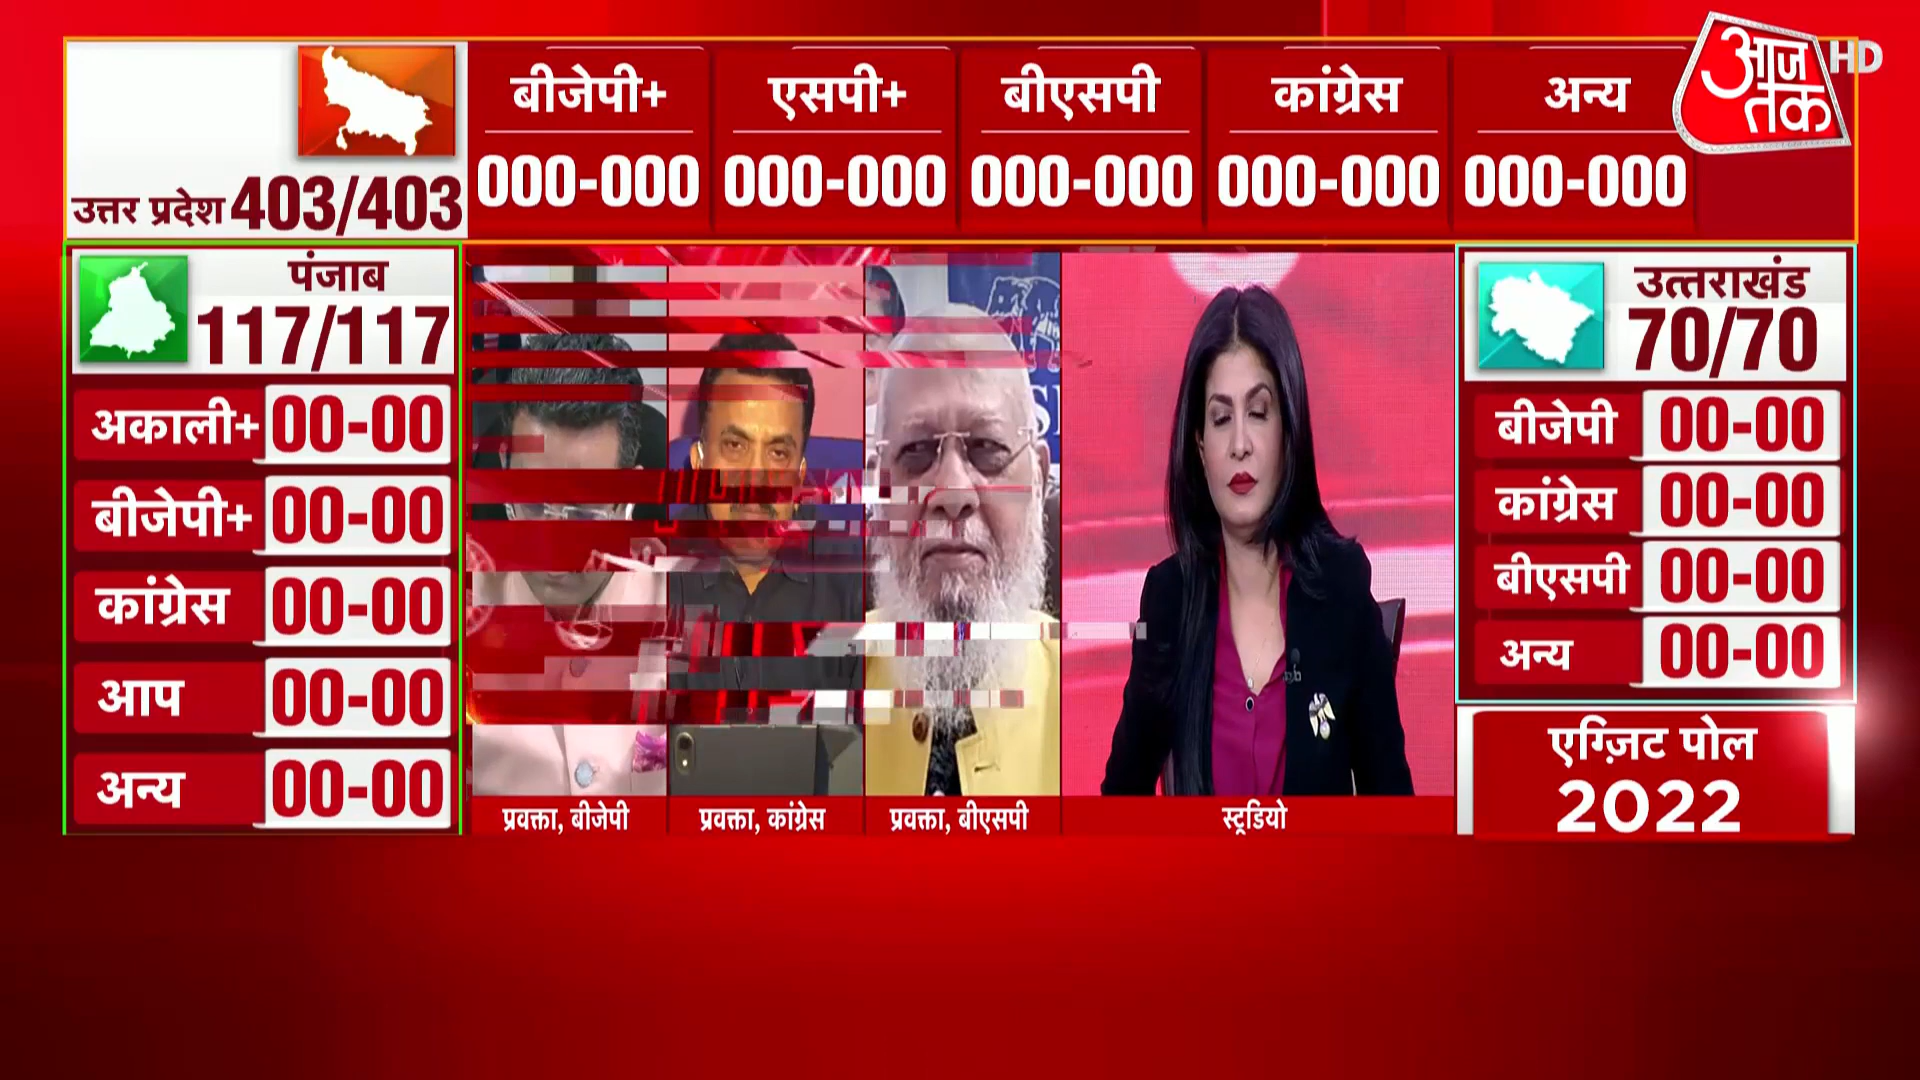 आज तक HD
बीजेपी+ एसपी+ बीएसपी कांग्रेस अन्य
उत्तर प्रदेश 403/403 000-000 000-000 000-000 000-000 000-000
पंजाब
117/117
अकाली+ 00-00
बीजेपी+ 00-00
कांग्रेस 00-00
आप 00-00
अन्य 00-00
प्रवक्ता, बीजेपी
प्रवक्ता, कांग्रेस
प्रवक्ता, बीएसपी
स्टूडियो
उत्तराखंड
70/70
बीजेपी 00-00
कांग्रेस 00-00
बीएसपी 00-00
अन्य 00-00
एग्ज़िट पोल
2022